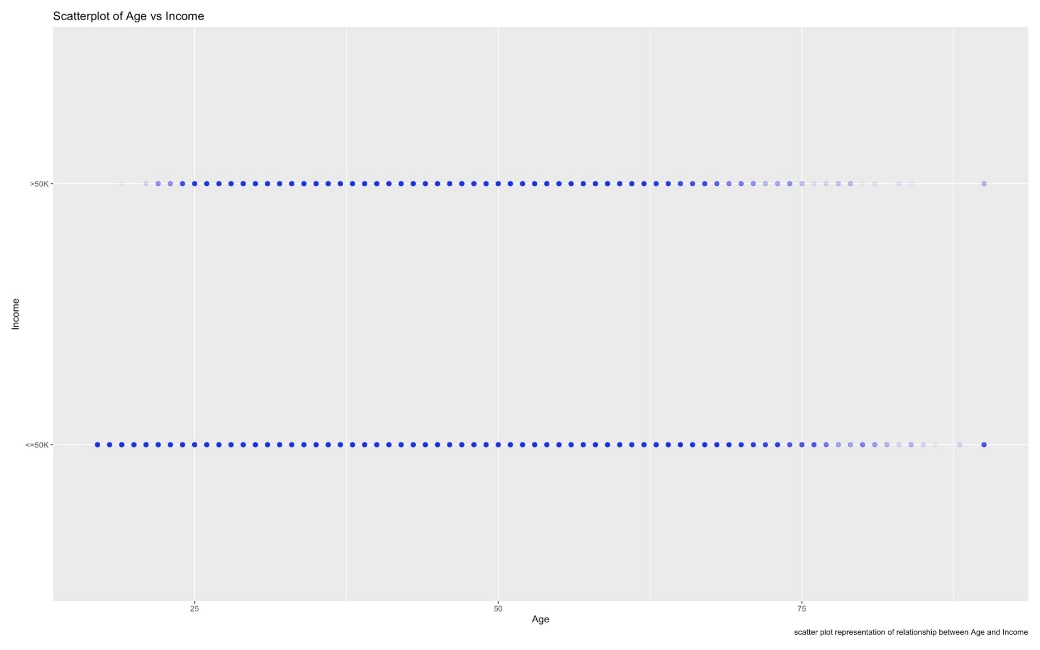 Scatterplot of Age vs Income
>50K
Income
<=50K
25
50
75
Age
scatter plot representation of relationship between Age and Income